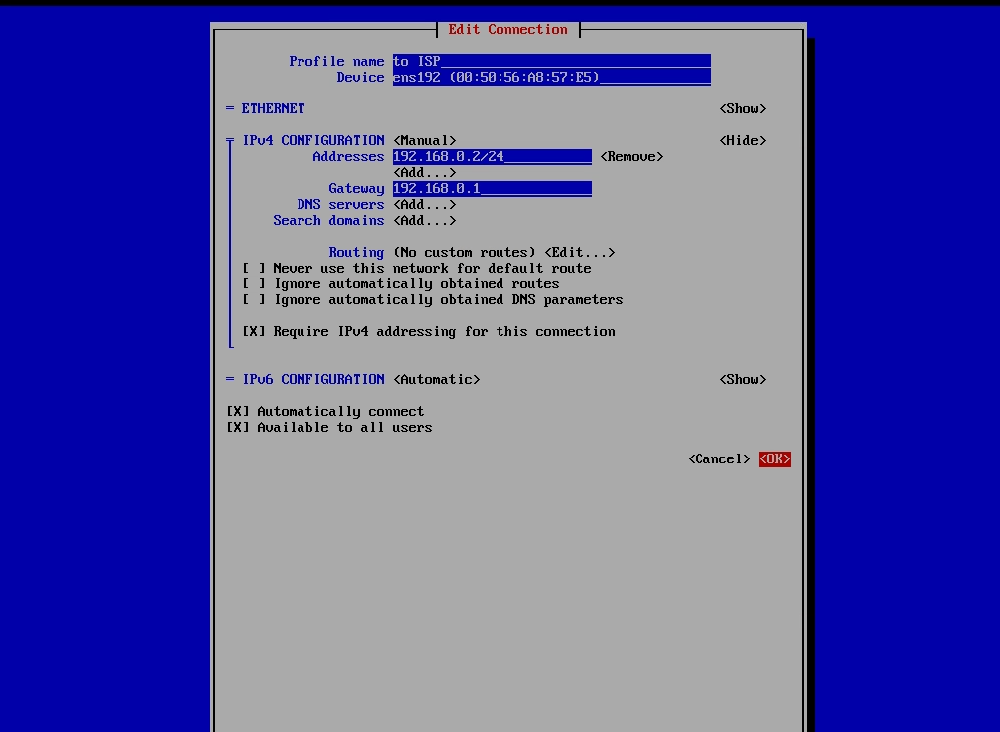 Edit Connection
Profile name to ISP
Device ens192 (00:50:56:A8:57:E5)
= ETHERNET <Show>
IPv4 CONFIGURATION <Manual> <Hide>
Addresses 192.168.0.2/24 <Remove>
<Add...>
Gateway 192.168.0.1
DNS servers <Add...>
Search domains <Add...>
Routing (No custom routes) <Edit...>
[ ] Never use this network for default route
[ ] Ignore automatically obtained routes
[ ] Ignore automatically obtained DNS parameters
[X] Require IPv4 addressing for this connection
= IPv6 CONFIGURATION <Automatic> <Show>
[X] Automatically connect
[X] Available to all users
<Cancel> <OK>